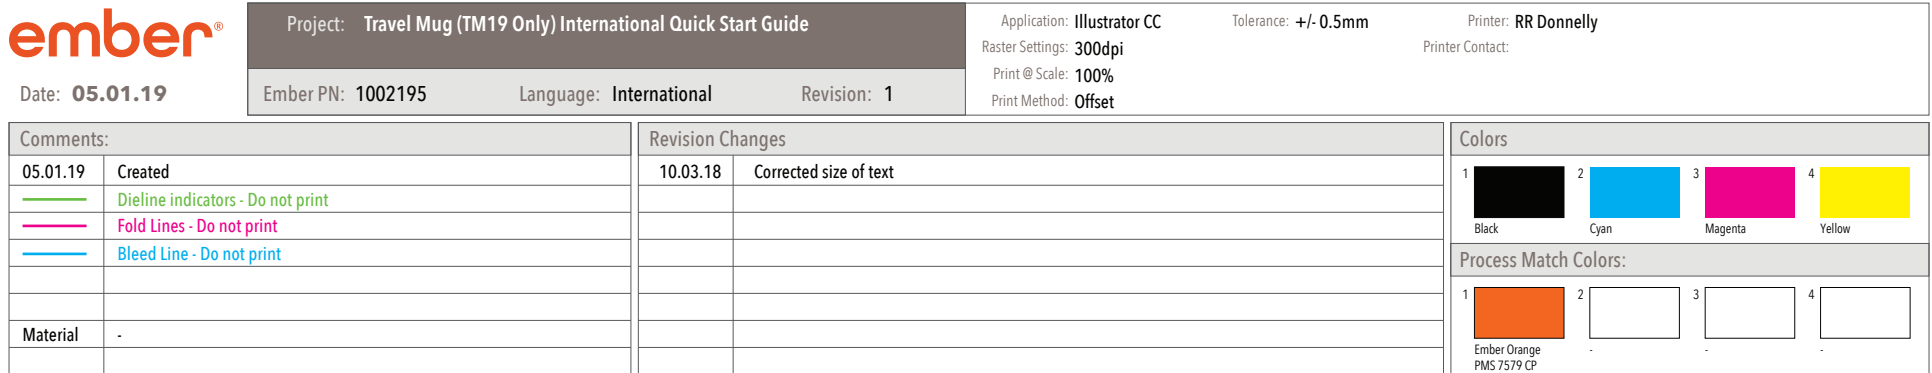 ember®
Date: 05.01.19
Project: Travel Mug (TM19 Only) International Quick Start Guide
Ember PN: 1002195 Language: International Revision: 1
Application: Illustrator CC Tolerance: +/- 0.5mm Printer: RR Donnelly
Raster Settings: 300dpi Printer Contact:
Print @ Scale: 100%
Print Method: Offset
Comments:
05.01.19 Created
Dieline indicators - Do not print
Fold Lines - Do not print
Bleed Line - Do not print
Material -
Revision Changes
10.03.18 Corrected size of text
Colors
1 2 3 4
Black Cyan Magenta Yellow
Process Match Colors:
1 2 3 4
Ember Orange - - -
PMS 7579 CP